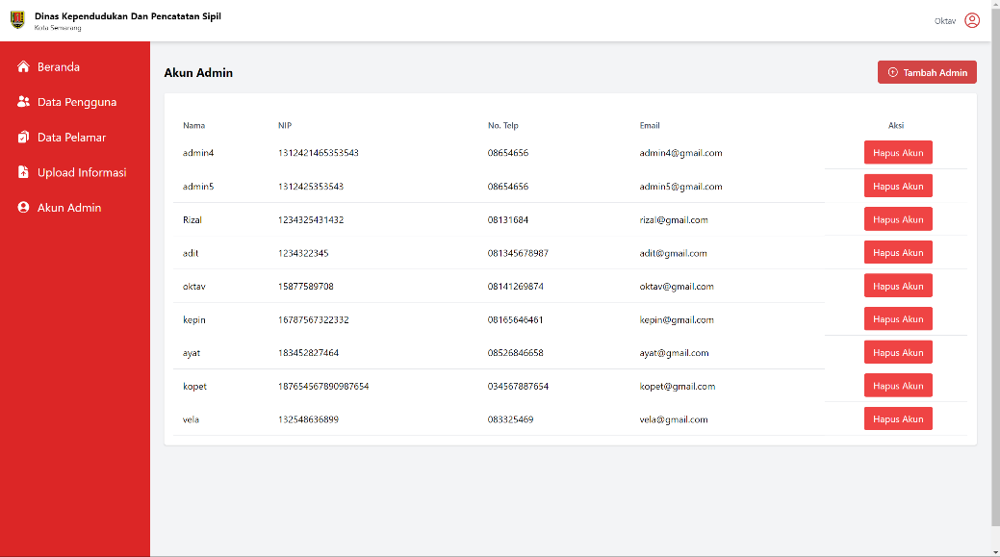 Dinas Kependudukan Dan Pencatatan Sipil
Kota Semarang
Oktav
Beranda
Data Pengguna
Data Pelamar
Upload Informasi
Akun Admin
Akun Admin
Tambah Admin
Nama NIP No. Telp Email Aksi
admin4 1312421465353543 08654656 admin4@gmail.com Hapus Akun
admin5 1312425353543 08654656 admin5@gmail.com Hapus Akun
Rizal 1234325431432 08131684 rizal@gmail.com Hapus Akun
adit 1234322345 081345678987 adit@gmail.com Hapus Akun
oktav 15877589708 08141269874 oktav@gmail.com Hapus Akun
kepin 16787567322332 08165646461 kepin@gmail.com Hapus Akun
ayat 183452827464 08526846658 ayat@gmail.com Hapus Akun
kopet 187654567890987654 034567887654 kopet@gmail.com Hapus Akun
vela 132548636899 083325469 vela@gmail.com Hapus Akun